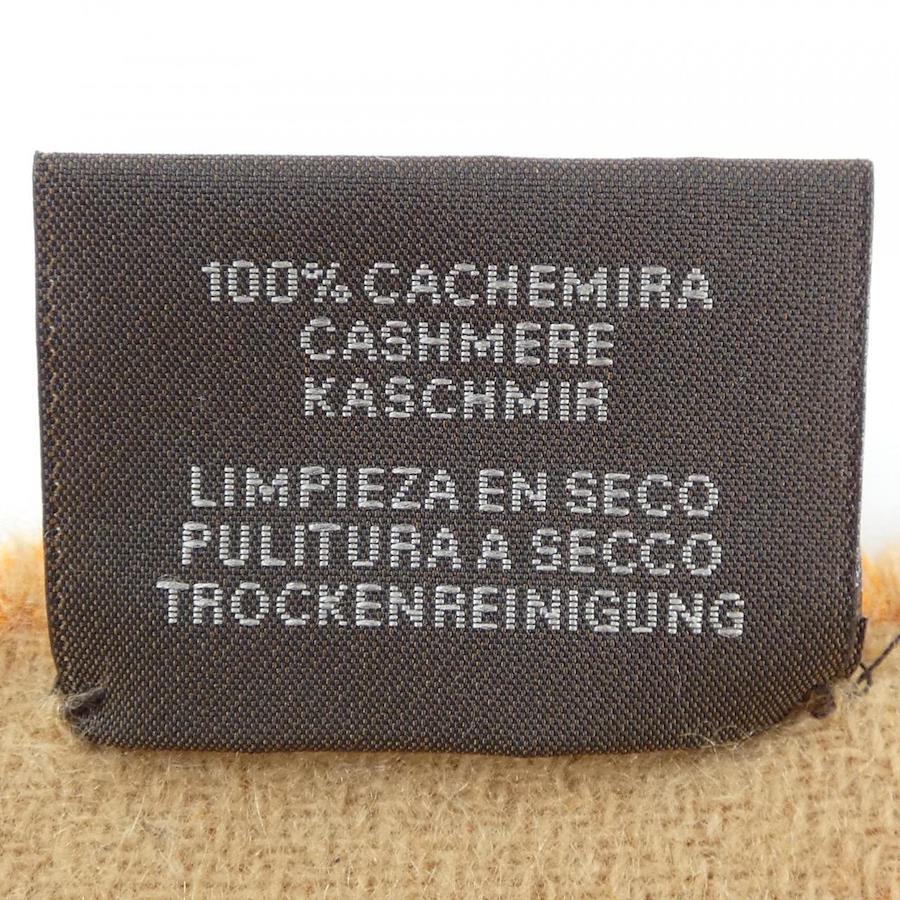 100% CACHEMIRA
CASHMERE
KASCHMIR
LIMPIEZA EN SECO
PULITURA A SECCO
TROCKENREINIGUNG